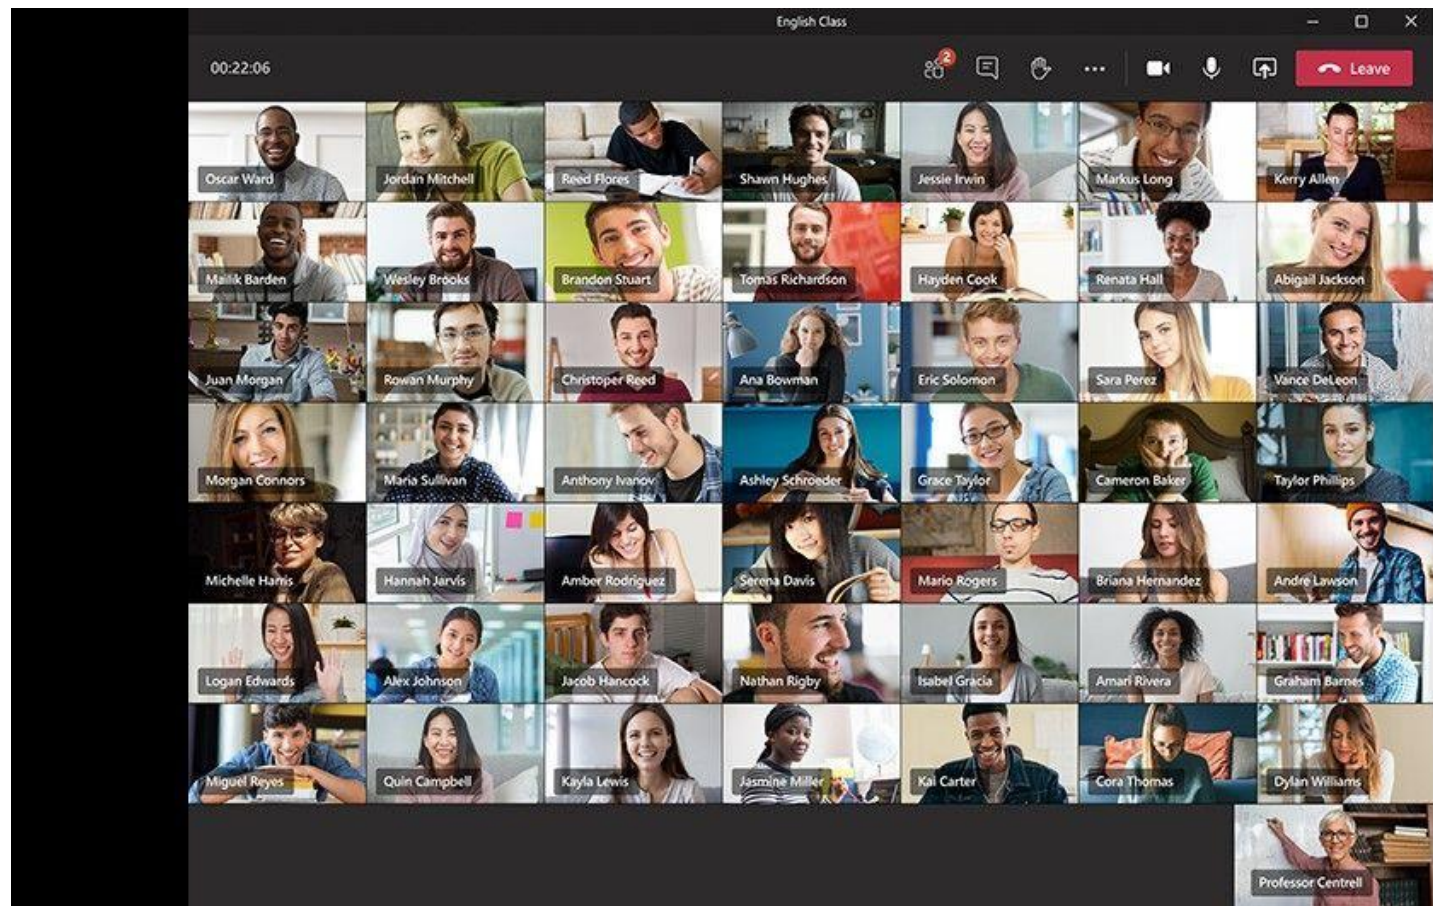 English Class
00:22:06
2
Leave
Oscar Ward
Jordan Mitchell
Reed Flores
Shawn Hughes
Jessie Irwin
Markus Long
Kerry Allen
Malik Barden
Wesley Brooks
Brandon Stuart
Tomas Richardson
Hayden Cook
Renata Hall
Abigail Jackson
Juan Morgan
Rowan Murphy
Christoper Reed
Ana Bowman
Eric Solomon
Sara Perez
Vance DeLeon
Morgan Connors
Maria Sullivan
Anthony Ivanov
Ashley Schroeder
Grace Taylor
Cameron Baker
Taylor Phillips
Michelle Harris
Hannah Jarvis
Amber Rodriguez
Serena Davis
Mario Rogers
Briana Hernandez
Andre Lawson
Logan Edwards
Alex Johnson
Jacob Hancock
Nathan Rigby
Isabel Gracia
Amari Rivera
Graham Barnes
Miguel Reyes
Quin Campbell
Kayla Lewis
Jasmine Miller
Kai Carter
Cora Thomas
Dylan Williams
Professor Centrell